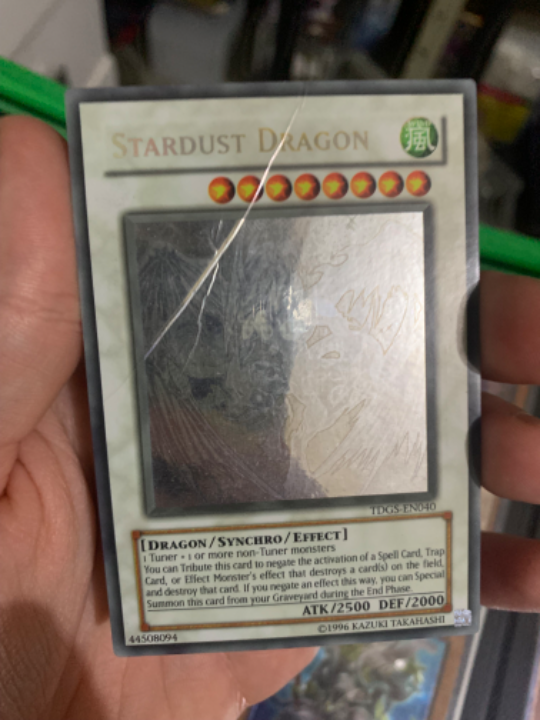 STARDUST DRAGON
嵐
TDGS-EN040
[DRAGON/SYNCHRO/EFFECT]
1 Tuner + 1 or more non-Tuner monsters
You can Tribute this card to negate the activation of a Spell Card, Trap
Card, or Effect Monster's effect that destroys a card(s) on the field,
and destroy that card. If you negate an effect this way, you can Special
Summon this card from your Graveyard during the End Phase.
ATK/2500 DEF/2000
44508094
©1996 KAZUKI TAKAHASHI